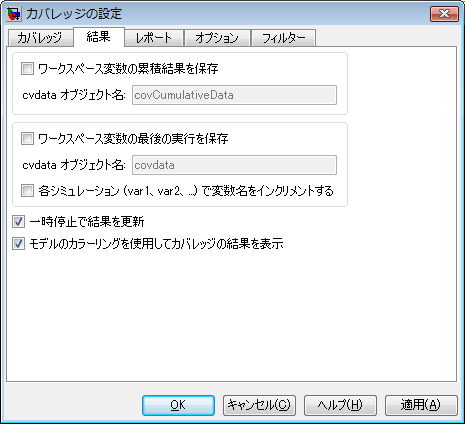 カバレッジの設定
カバレッジ 結果 レポート オプション フィルター
ワークスペース変数の累積結果を保存
cvdata オブジェクト名: covCumulativeData
ワークスペース変数の最後の実行を保存
cvdata オブジェクト名: covdata
各シミュレーション (var1、var2、...) で変数名をインクリメントする
一時停止で結果を更新
モデルのカラーリングを使用してカバレッジの結果を表示
OK キャンセル(C) ヘルプ(H) 適用(A)